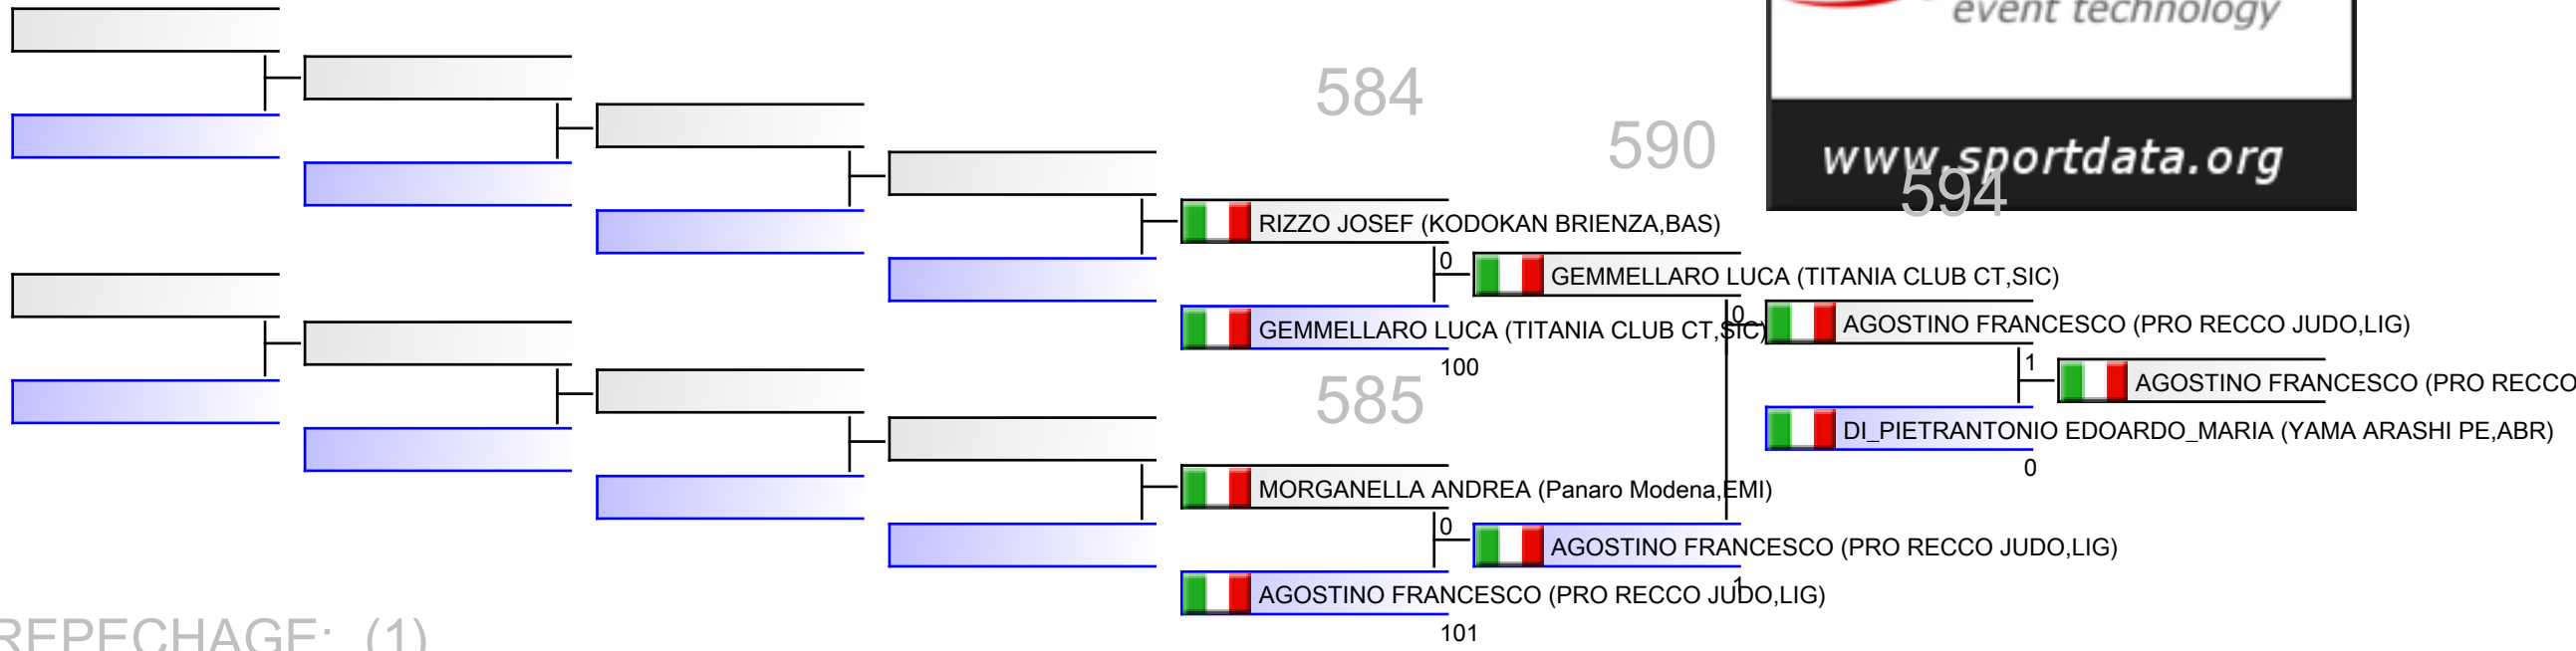 event technology
584
590
www.sportdata.org
594
RIZZO JOSEF (KODOKAN BRIENZA,BAS)
0
GEMMELLARO LUCA (TITANIA CLUB CT,SIC)
0
AGOSTINO FRANCESCO (PRO RECCO JUDO,LIG)
GEMMELLARO LUCA (TITANIA CLUB CT,SIC)
100
1
AGOSTINO FRANCESCO (PRO RECCO
585
DI_PIETRANTONIO EDOARDO_MARIA (YAMA ARASHI PE,ABR)
0
MORGANELLA ANDREA (Panaro Modena,EMI)
0
AGOSTINO FRANCESCO (PRO RECCO JUDO,LIG)
1
AGOSTINO FRANCESCO (PRO RECCO JUDO,LIG)
101
REPECHAGE: (1)